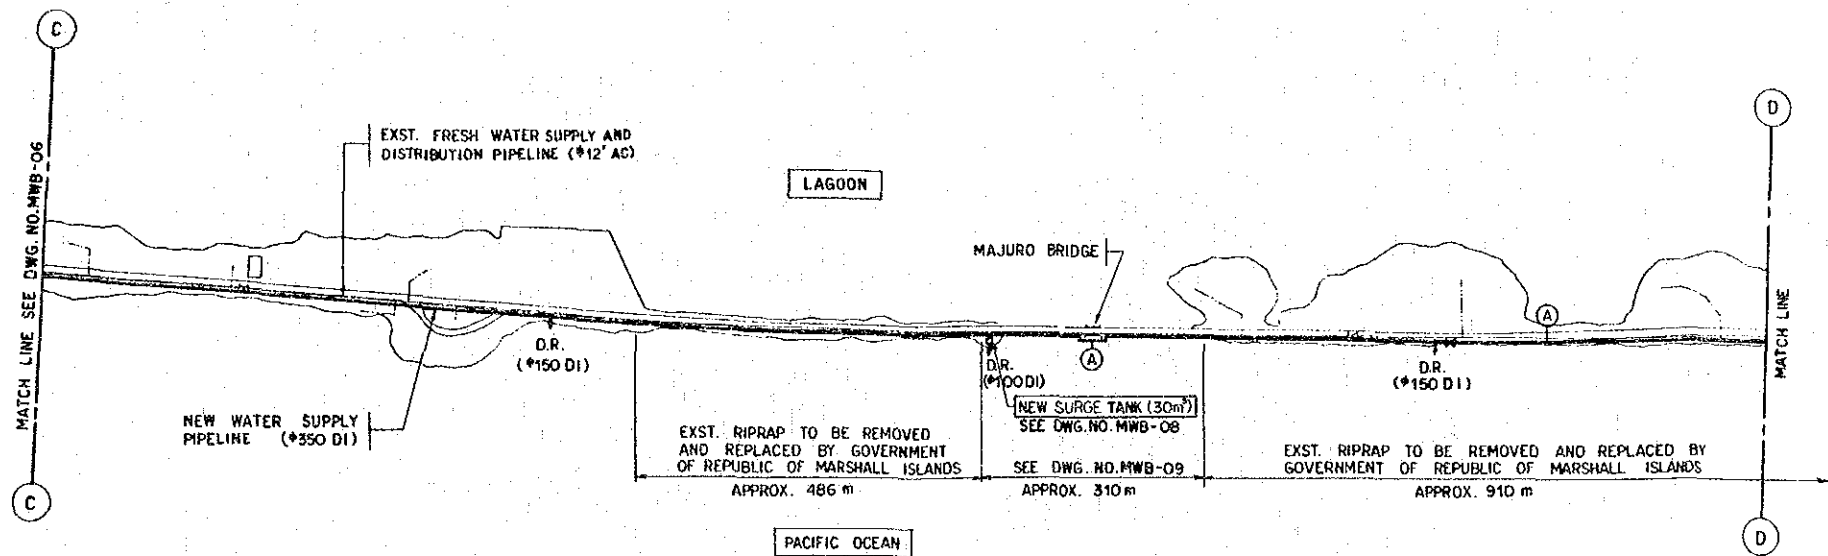 C
MATCH LINE SEE DWG. NO. MWB-06
C
EXST. FRESH WATER SUPPLY AND
DISTRIBUTION PIPELINE (φ12" AC)
LAGOON
MAJURO BRIDGE
D
MATCH LINE
D
A
A
D.R.
(φ150 DI)
D.R.
(φ100 DI)
D.R.
(φ150 DI)
NEW WATER SUPPLY
PIPELINE (φ350 DI)
NEW SURGE TANK (30m³)
SEE DWG. NO. MWB-08
EXST. RIPRAP TO BE REMOVED
AND REPLACED BY GOVERNMENT
OF REPUBLIC OF MARSHALL ISLANDS
APPROX. 486 m
SEE DWG. NO. MWB-09
APPROX. 310 m
EXST. RIPRAP TO BE REMOVED AND REPLACED BY
GOVERNMENT OF REPUBLIC OF MARSHALL ISLANDS
APPROX. 910 m
PACIFIC OCEAN